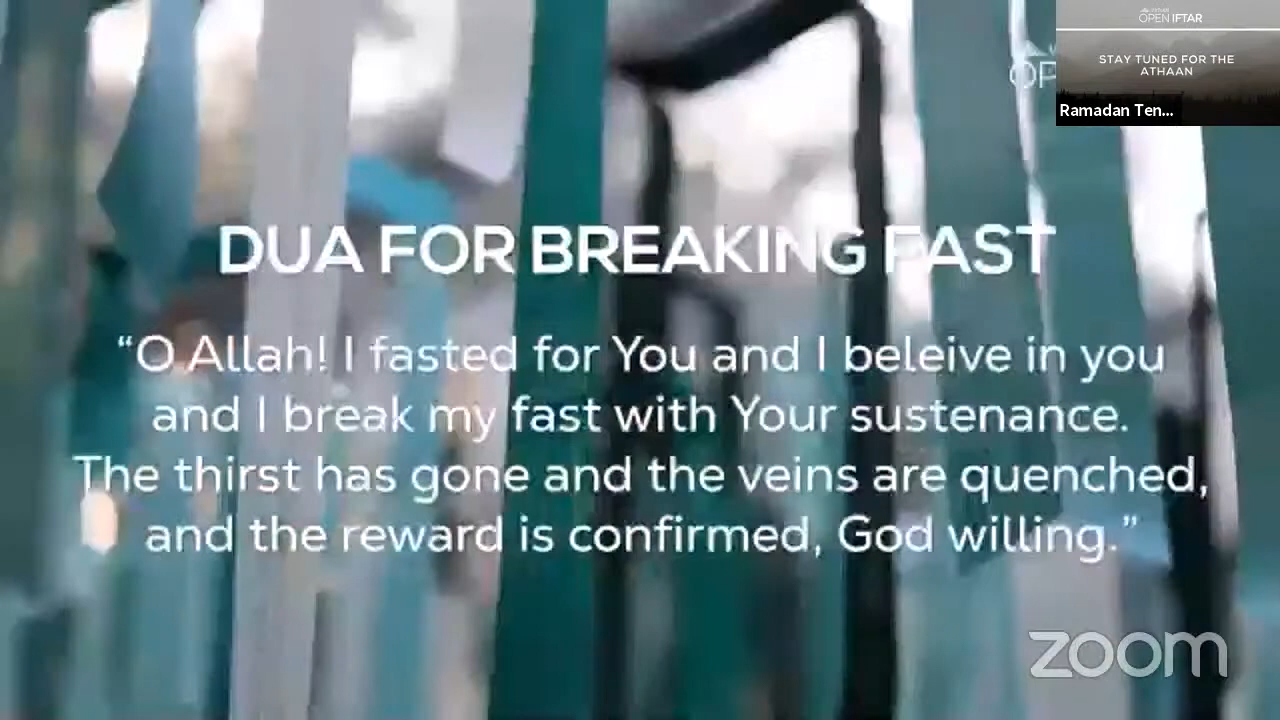 OPEN IFTAR
STAY TUNED FOR THE
ATHAAN
Ramadan Ten...
DUA FOR BREAKING FAST
“O Allah! I fasted for You and I beleive in you
and I break my fast with Your sustenance.
The thirst has gone and the veins are quenched,
and the reward is confirmed, God willing.”
zoom